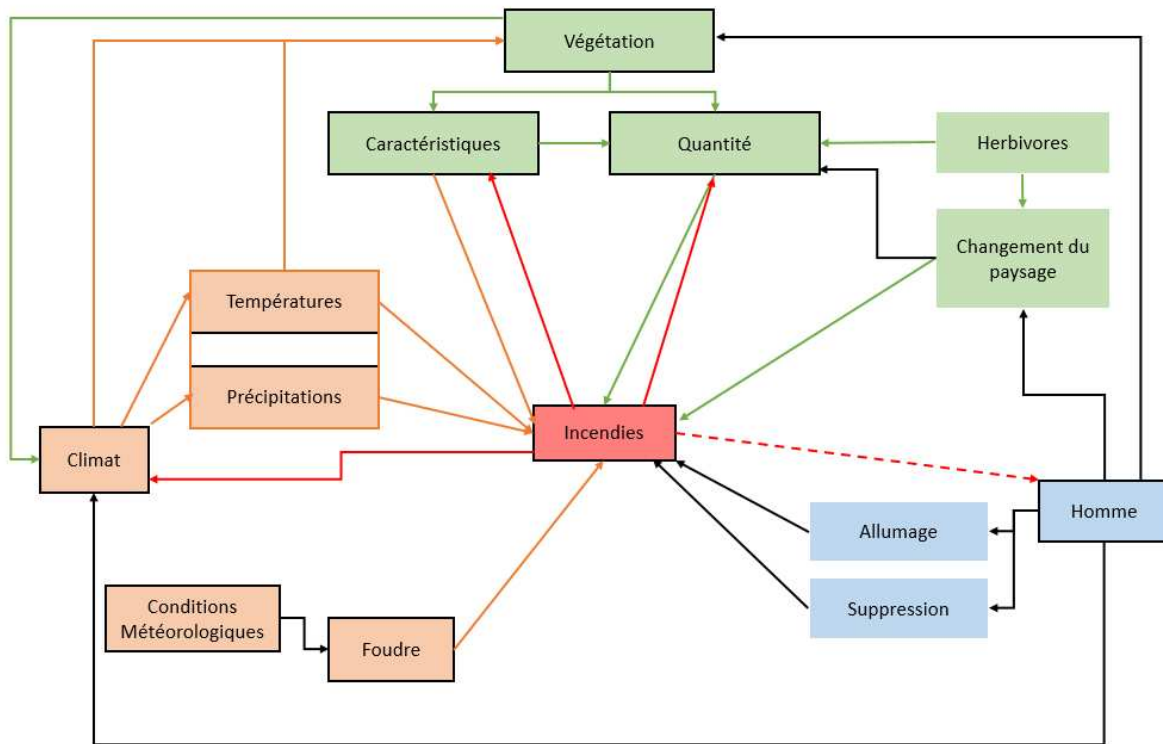 Végétation
Caractéristiques
Quantité
Herbivores
Changement du
paysage
Températures
Précipitations
Incendies
Climat
Homme
Allumage
Suppression
Conditions
Météorologiques
Foudre